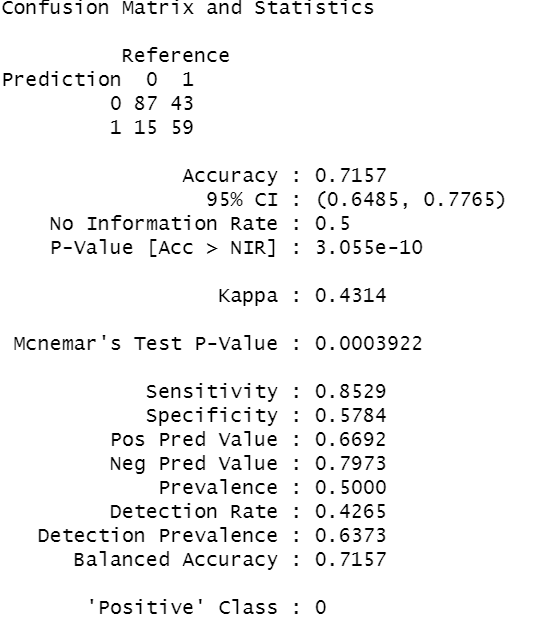 Confusion Matrix and Statistics
Reference
Prediction 0 1
0 87 43
1 15 59
Accuracy : 0.7157
95% CI : (0.6485, 0.7765)
No Information Rate : 0.5
P-Value [Acc > NIR] : 3.055e-10
Kappa : 0.4314
Mcnemar's Test P-Value : 0.0003922
Sensitivity : 0.8529
Specificity : 0.5784
Pos Pred Value : 0.6692
Neg Pred Value : 0.7973
Prevalence : 0.5000
Detection Rate : 0.4265
Detection Prevalence : 0.6373
Balanced Accuracy : 0.7157
'Positive' Class : 0